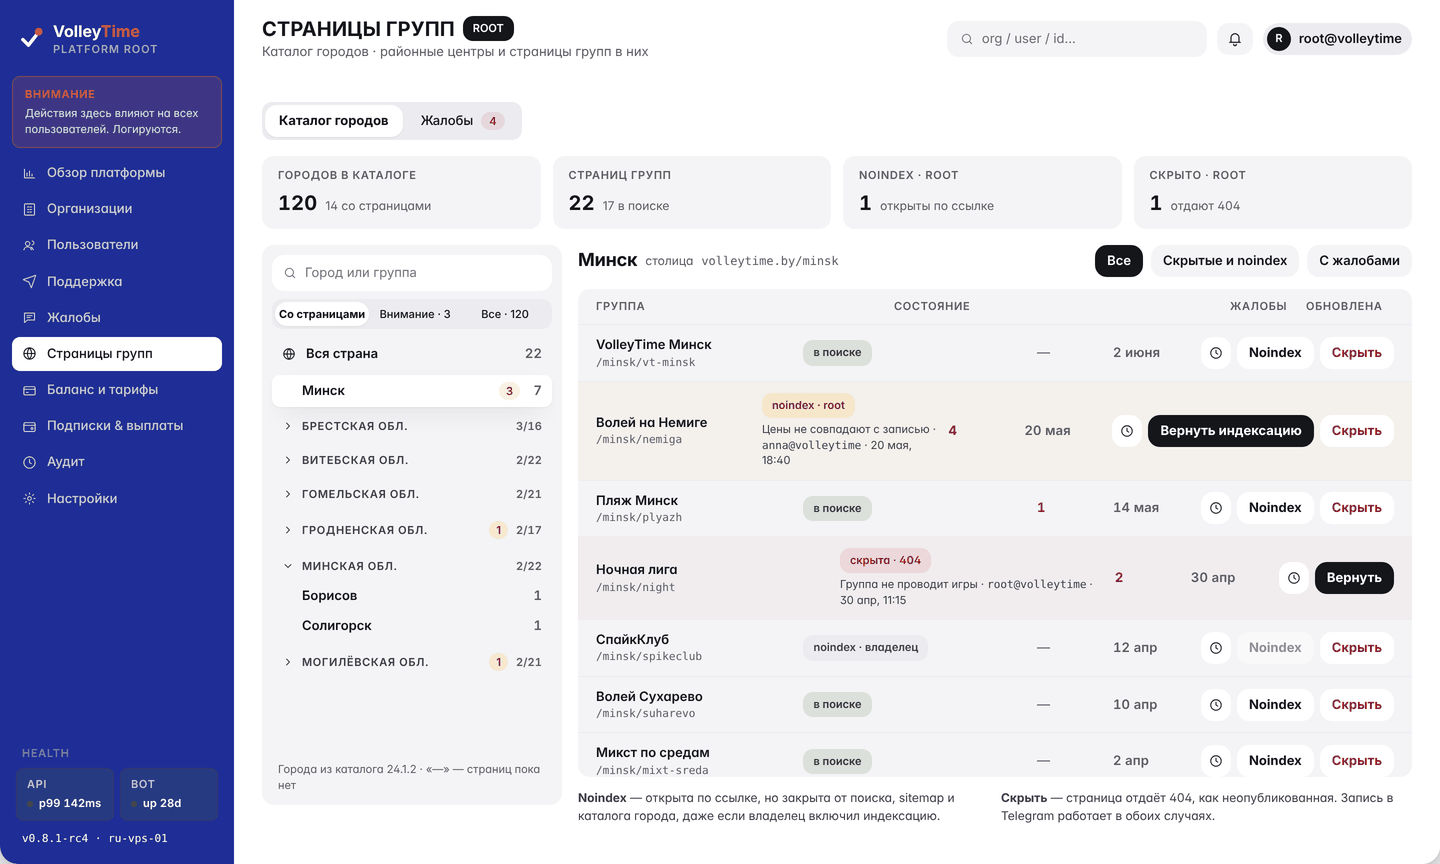 VolleyTime
PLATFORM ROOT
ВНИМАНИЕ
Действия здесь влияют на всех
пользователей. Логируются.
Обзор платформы
Организации
Пользователи
Поддержка
Жалобы
Страницы групп
Баланс и тарифы
Подписки & выплаты
Аудит
Настройки
HEALTH
API
p99 142ms
BOT
up 28d
v0.8.1-rc4 · ru-vps-01
СТРАНИЦЫ ГРУПП ROOT
Каталог городов · районные центры и страницы групп в них
org / user / id...
R root@volleytime
Каталог городов
Жалобы 4
ГОРОДОВ В КАТАЛОГЕ
120 14 со страницами
СТРАНИЦ ГРУПП
22 17 в поиске
NOINDEX · ROOT
1 открыты по ссылке
СКРЫТО · ROOT
1 отдают 404
Город или группа
Со страницами Внимание · 3 Все · 120
Вся страна 22
Минск 3 7
БРЕСТСКАЯ ОБЛ. 3/16
ВИТЕБСКАЯ ОБЛ. 2/22
ГОМЕЛЬСКАЯ ОБЛ. 2/21
ГРОДНЕНСКАЯ ОБЛ. 1 2/17
МИНСКАЯ ОБЛ. 2/22
Борисов 1
Солигорск 1
МОГИЛЁВСКАЯ ОБЛ. 1 2/21
Города из каталога 24.1.2 · «—» — страниц пока
нет
Минск столица volleytime.by/minsk
Все Скрытые и noindex С жалобами
ГРУППА СОСТОЯНИЕ ЖАЛОБЫ ОБНОВЛЕНА
VolleyTime Минск
/minsk/vt-minsk
в поиске — 2 июня Noindex Скрыть
Волей на Немиге
/minsk/nemiga
noindex · root
Цены не совпадают с записью ·
anna@volleytime · 20 мая,
18:40
4 20 мая Вернуть индексацию Скрыть
Пляж Минск
/minsk/plyazh
в поиске 1 14 мая Noindex Скрыть
Ночная лига
/minsk/night
скрыта · 404
Группа не проводит игры · root@volleytime ·
30 апр, 11:15
2 30 апр Вернуть
СпайкКлуб
/minsk/spikeclub
noindex · владелец — 12 апр Noindex Скрыть
Волей Сухарево
/minsk/suharevo
в поиске — 10 апр Noindex Скрыть
Микст по средам
/minsk/mixt-sreda
в поиске — 2 апр Noindex Скрыть
Noindex — открыта по ссылке, но закрыта от поиска, sitemap и
каталога города, даже если владелец включил индексацию.
Скрыть — страница отдаёт 404, как неопубликованная. Запись в
Telegram работает в обоих случаях.